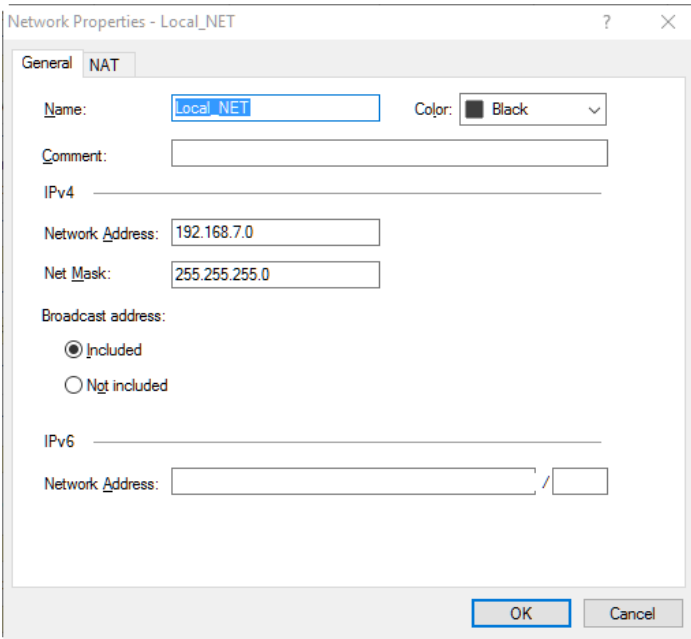 Network Properties - Local_NET ? ×
General NAT
Name: Local_NET Color: Black
Comment:
IPv4
Network Address: 192.168.7.0
Net Mask: 255.255.255.0
Broadcast address:
Included
Not included
IPv6
Network Address: /
OK Cancel